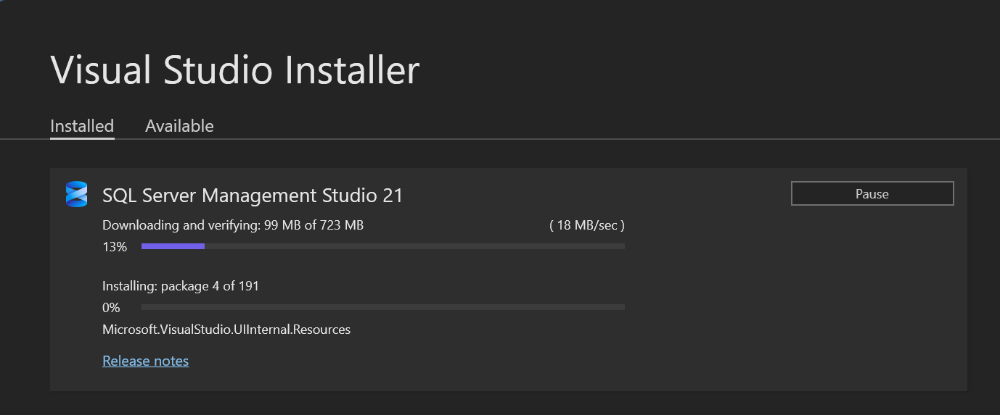 Visual Studio Installer
Installed Available
SQL Server Management Studio 21 Pause
Downloading and verifying: 99 MB of 723 MB ( 18 MB/sec )
13%
Installing: package 4 of 191
0%
Microsoft.VisualStudio.UIInternal.Resources
Release notes